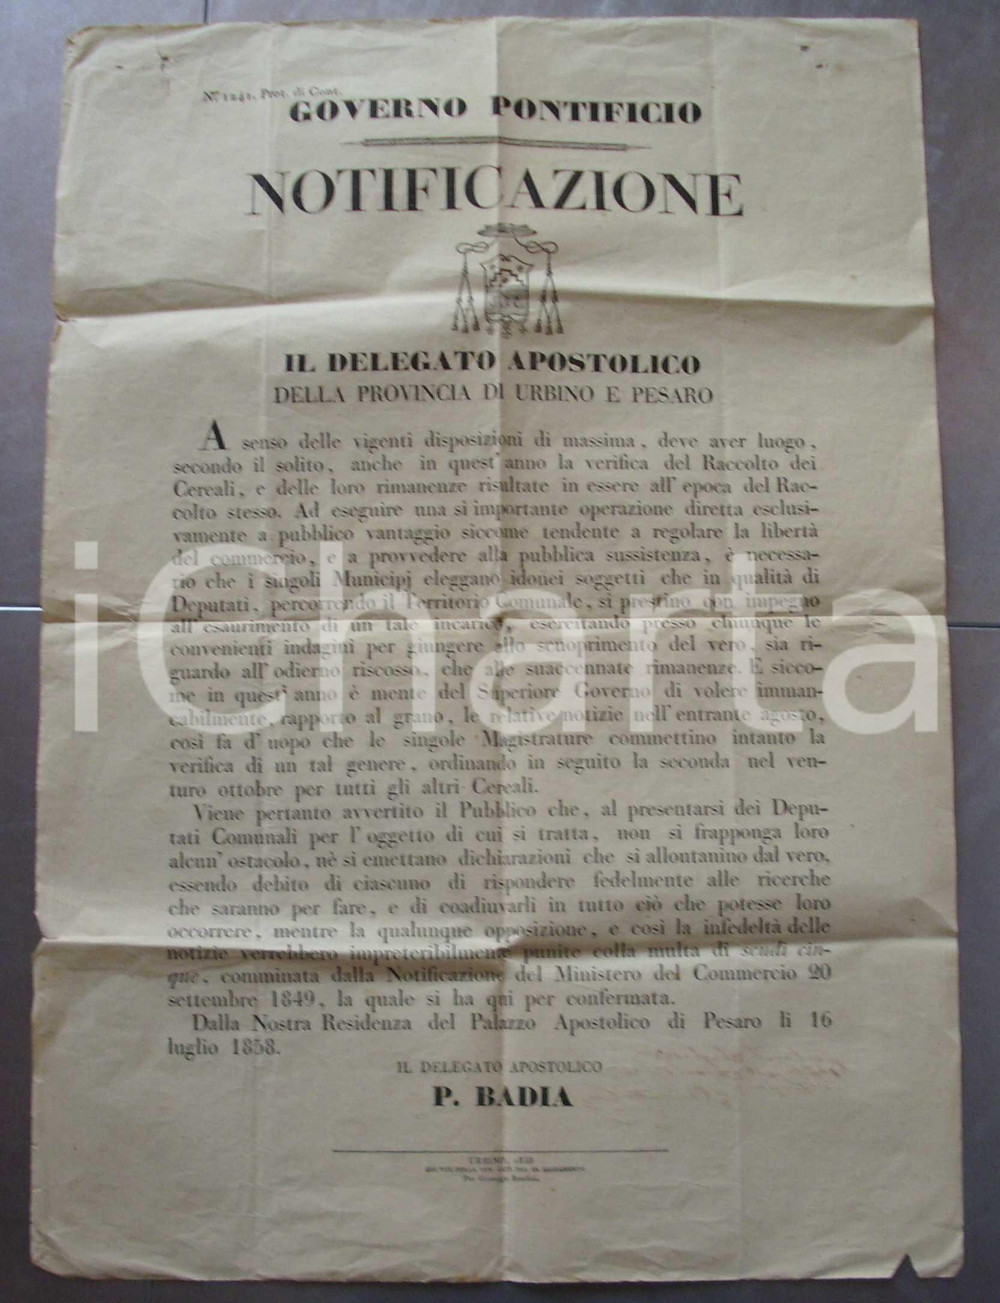 N.° 1241. Prot. di Cont.
GOVERNO PONTIFICIO
NOTIFICAZIONE
IL DELEGATO APOSTOLICO
DELLA PROVINCIA DI URBINO E PESARO
A senso delle vigenti disposizioni di massima, deve aver luogo,
secondo il solito, anche in quest'anno la verifica del Raccolto dei
Cereali, e delle loro rimanenze risultate in essere all'epoca del Rac-
colto stesso. Ad eseguire una sì importante operazione diretta esclusi-
vamente a pubblico vantaggio siccome tendente a regolare la libertà
del commercio, e a provvedere alla pubblica sussistenza, è necessa-
rio che i singoli Municipj eleggano idonei soggetti che in qualità di
Deputati, percorrendo il Territorio Comunale, si prestino con impegno
all'esaurimento di un tale incarico, esercitando presso chiunque le
convenienti indagini per giungere allo scuoprimento del vero, sia ri-
guardo all'odierno riscosso, che alle suaccennate rimanenze. E sicco-
me in quest'anno è mente del Superiore Governo di volere imman-
cabilmente, rapporto al grano, le relative notizie nell'entrante agosto,
così fa d'uopo che le singole Magistrature commettino intanto la
verifica di un tal genere, ordinando in seguito la seconda nel ven-
turo ottobre per tutti gli altri Cereali.
Viene pertanto avvertito il Pubblico che, al presentarsi dei Depu-
tati Comunali per l'oggetto di cui si tratta, non si frapponga loro
alcun'ostacolo, nè si emettano dichiarazioni che si allontanino dal vero,
essendo debito di ciascuno di rispondere fedelmente alle ricerche
che saranno per fare, e di coadiuvarli in tutto ciò che potesse loro
occorrere, mentre la qualunque opposizione, e così la infedeltà delle
notizie verrebbero impreteribilmente punite colla multa di scudi cin-
que, comminata dalla Notificazione del Ministero del Commercio 20
settembre 1849, la quale si ha qui per confermata.
Dalla Nostra Residenza del Palazzo Apostolico di Pesaro li 16
luglio 1858.
IL DELEGATO APOSTOLICO
P. BADIA
iCharta